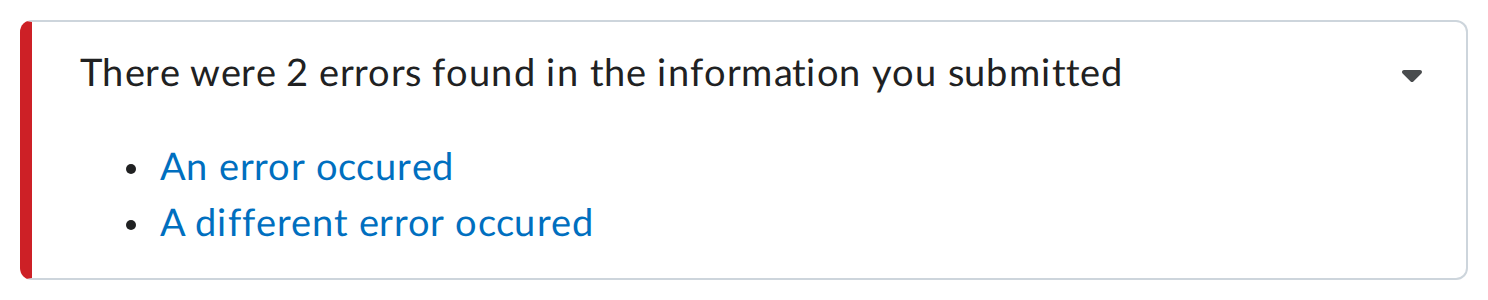 There were 2 errors found in the information you submitted
• An error occured
• A different error occured